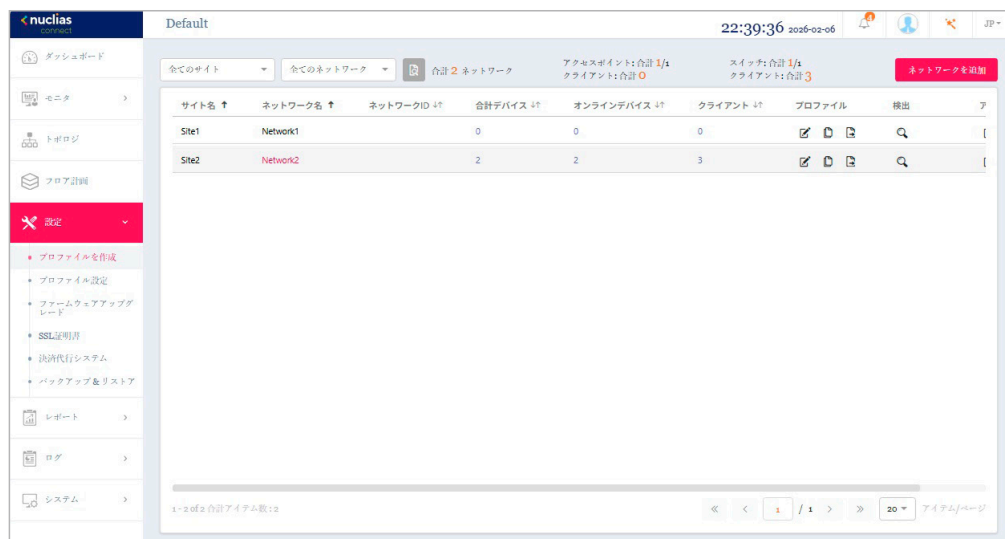 nuclias
connect
Default
22:39:36 2026-02-06
4
JP
ダッシュボード
モニタ
トポロジ
フロア計画
設定
プロファイルを作成
プロファイル設定
ファームウェアアップグ
レード
SSL証明書
決済代行システム
バックアップ&リストア
レポート
ログ
システム
全てのサイト
全てのネットワーク
合計 2 ネットワーク
アクセスポイント: 合計 1/1
クライアント: 合計 0
スイッチ: 合計 1/1
クライアント: 合計 3
ネットワークを追加
サイト名 ↑ ネットワーク名 ↑ ネットワークID ↓↑ 合計デバイス ↓↑ オンラインデバイス ↓↑ クライアント ↓↑ プロファイル 検出
Site1 Network1 0 0 0
Site2 Network2 2 2 3
1 - 2 of 2 合計アイテム数 : 2
« < 1 / 1 > » 20 アイテム/ページ